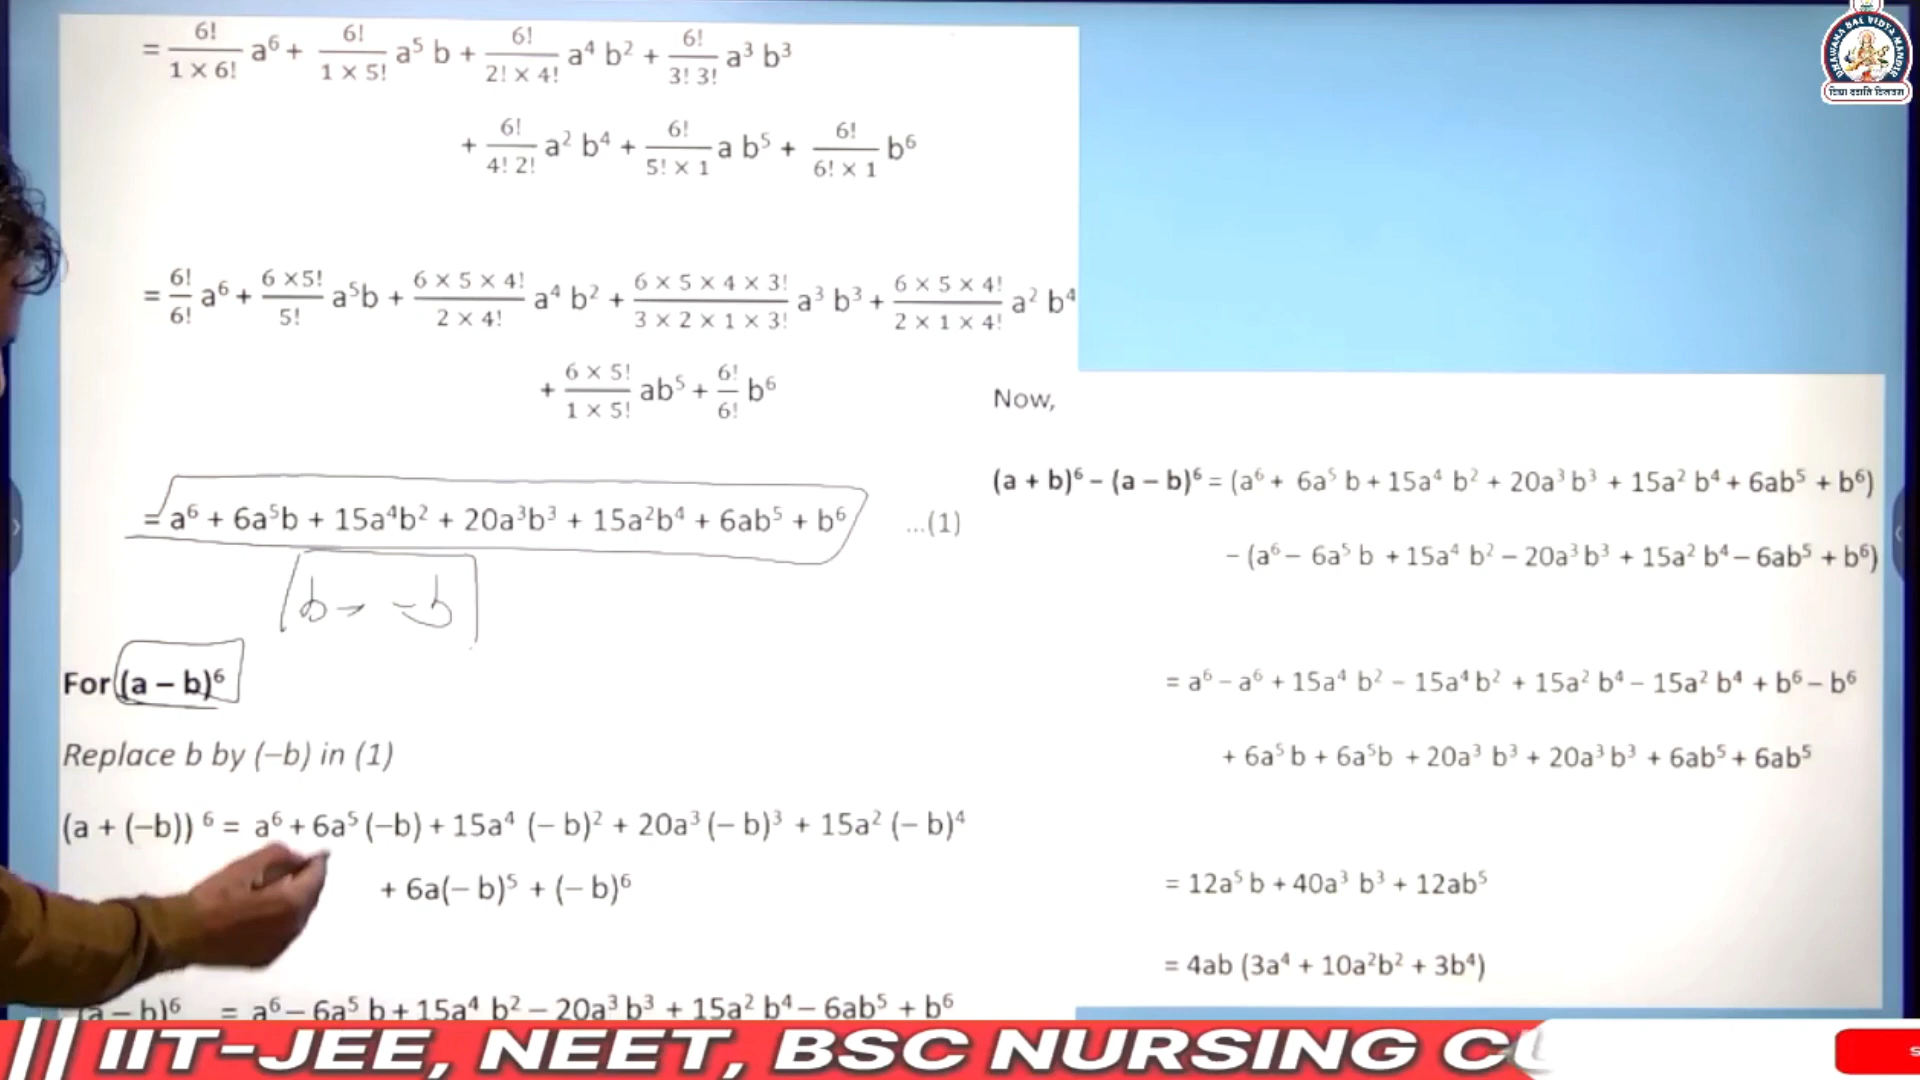 = 6!/(1 × 6!) a⁶ + 6!/(1 × 5!) a⁵ b + 6!/(2! × 4!) a⁴ b² + 6!/(3! 3!) a³ b³
+ 6!/(4! 2!) a² b⁴ + 6!/(5! × 1) a b⁵ + 6!/(6! × 1) b⁶
= 6!/6! a⁶ + (6 ×5!)/5! a⁵b + (6 × 5 × 4!)/(2 × 4!) a⁴ b² + (6 × 5 × 4 × 3!)/(3 × 2 × 1 × 3!) a³ b³ + (6 × 5 × 4!)/(2 × 1 × 4!) a² b⁴
+ (6 × 5!)/(1 × 5!) ab⁵ + 6!/6! b⁶
= a⁶ + 6a⁵b + 15a⁴b² + 20a³b³ + 15a²b⁴ + 6ab⁵ + b⁶ ...(1)
b → -b
For (a – b)⁶
Replace b by (–b) in (1)
(a + (–b)) ⁶ = a⁶ + 6a⁵ (–b) + 15a⁴ (– b)² + 20a³ (– b)³ + 15a² (– b)⁴
+ 6a(– b)⁵ + (– b)⁶
(a – b)⁶ = a⁶ – 6a⁵ b + 15a⁴ b² – 20a³ b³ + 15a² b⁴ – 6ab⁵ + b⁶
Now,
(a + b)⁶ – (a – b)⁶ = (a⁶ + 6a⁵ b + 15a⁴ b² + 20a³ b³ + 15a² b⁴ + 6ab⁵ + b⁶)
– (a⁶ – 6a⁵ b + 15a⁴ b² – 20a³ b³ + 15a² b⁴ – 6ab⁵ + b⁶)
= a⁶ – a⁶ + 15a⁴ b² – 15a⁴ b² + 15a² b⁴ – 15a² b⁴ + b⁶ – b⁶
+ 6a⁵ b + 6a⁵b + 20a³ b³ + 20a³ b³ + 6ab⁵ + 6ab⁵
= 12a⁵ b + 40a³ b³ + 12ab⁵
= 4ab (3a⁴ + 10a²b² + 3b⁴)
BAL VIDYA MANDIR
|| IIT-JEE, NEET, BSC NURSING